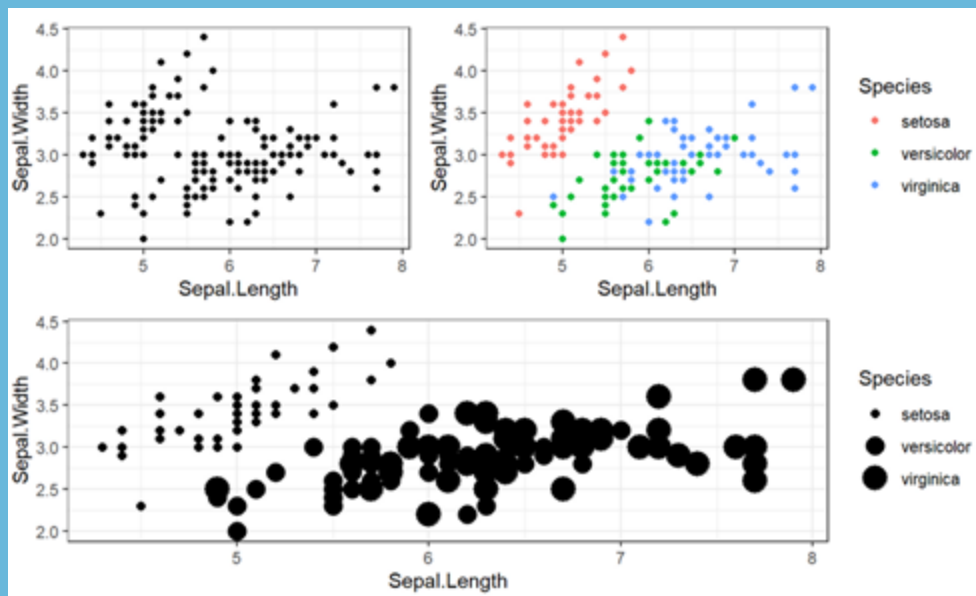 4.5
4.0
3.5
3.0
2.5
2.0
Sepal.Width
5 6 7 8
Sepal.Length
4.5
4.0
3.5
3.0
2.5
2.0
Sepal.Width
5 6 7 8
Sepal.Length
Species
setosa
versicolor
virginica
4.5
4.0
3.5
3.0
2.5
2.0
Sepal.Width
5 6 7 8
Sepal.Length
Species
setosa
versicolor
virginica